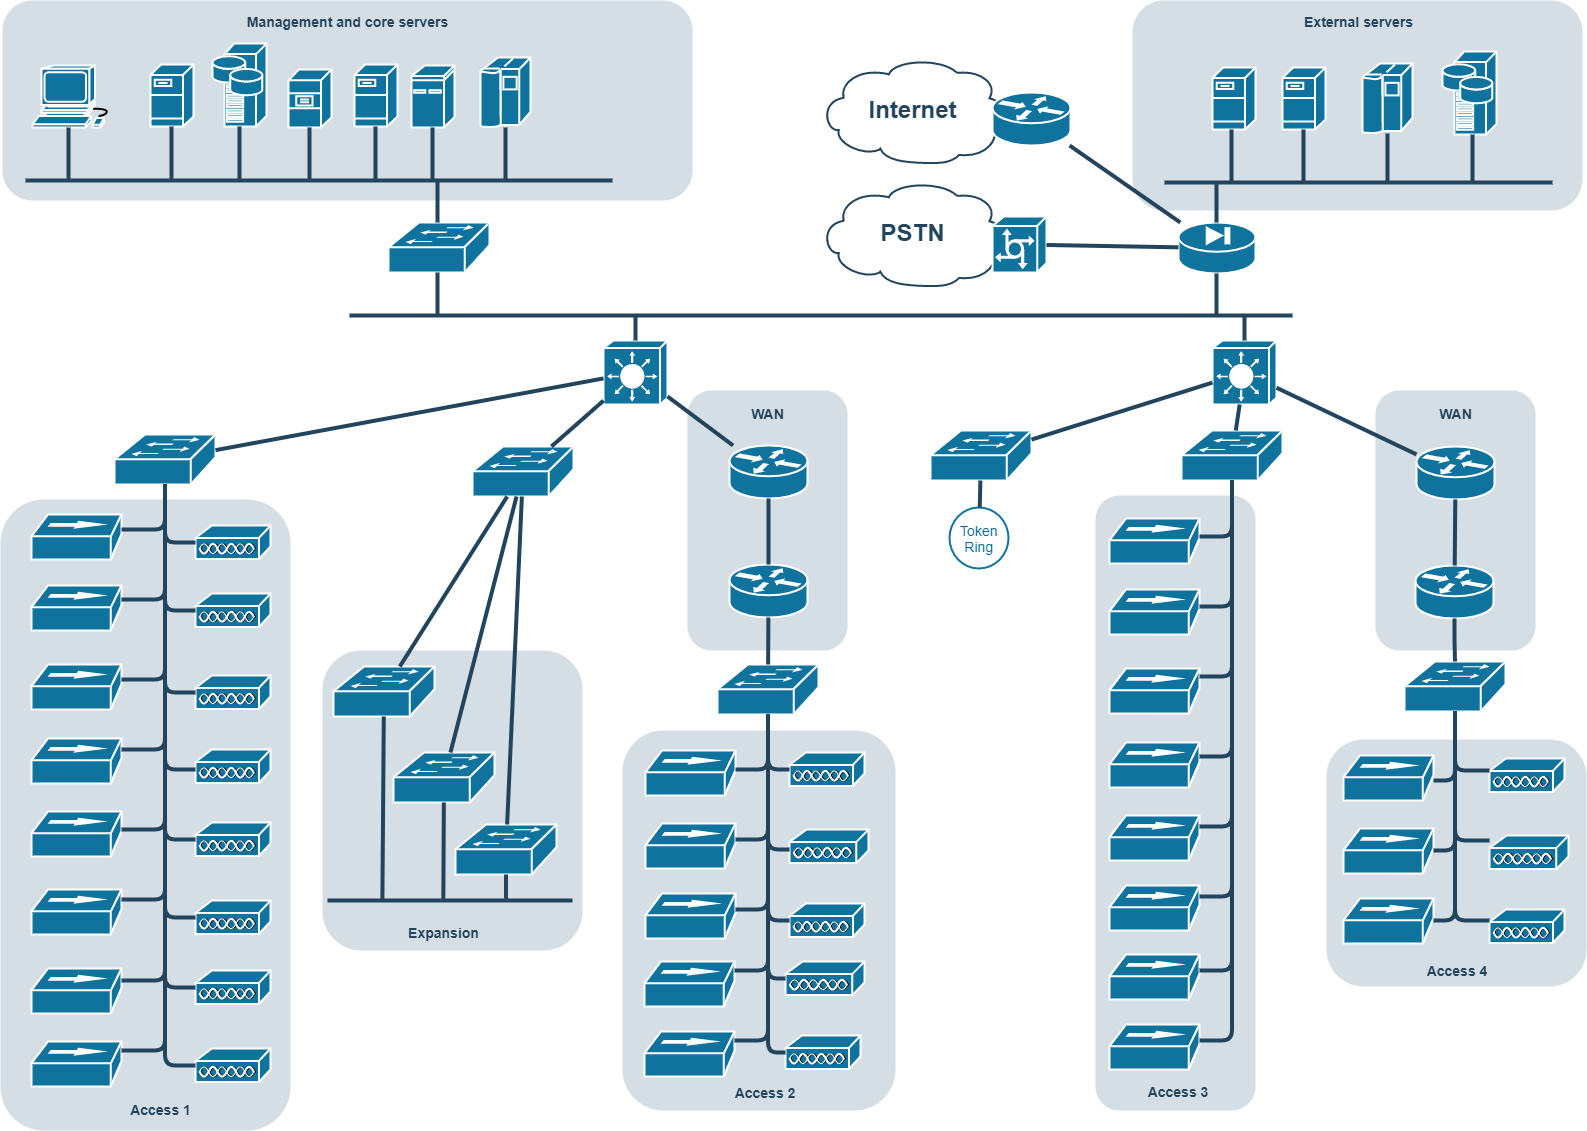 Management and core servers
External servers
Internet
PSTN
WAN
WAN
Token
Ring
Expansion
Access 4
Access 2
Access 3
Access 1